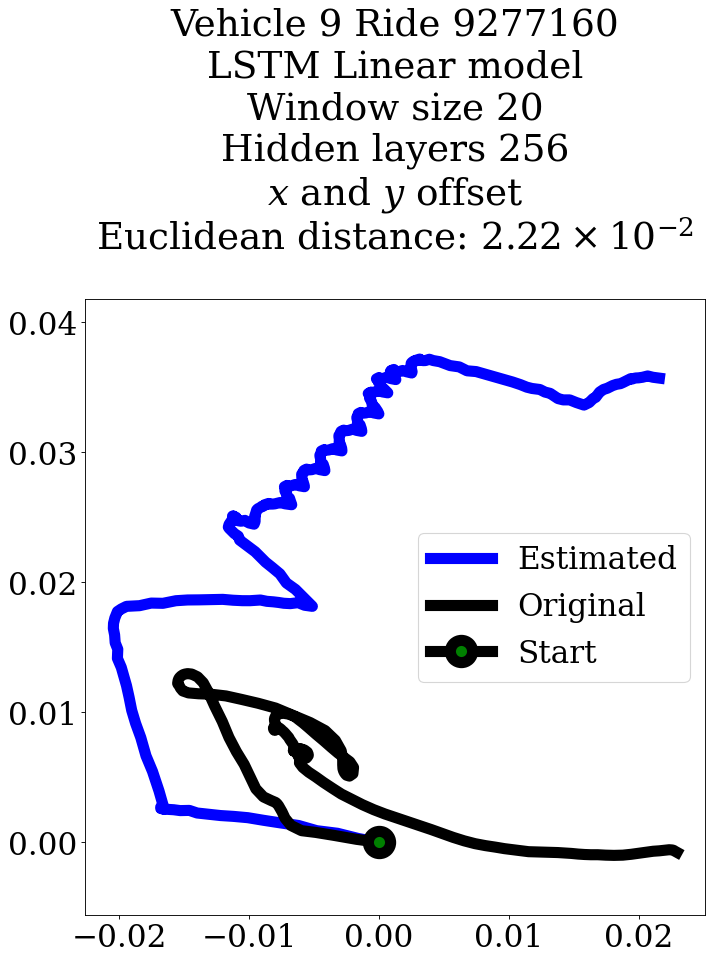 Vehicle 9 Ride 9277160
LSTM Linear model
Window size 20
Hidden layers 256
x and y offset
Euclidean distance: 2.22 × 10⁻²
0.04
0.03
0.02
0.01
0.00
Estimated
Original
Start
−0.02 −0.01 0.00 0.01 0.02